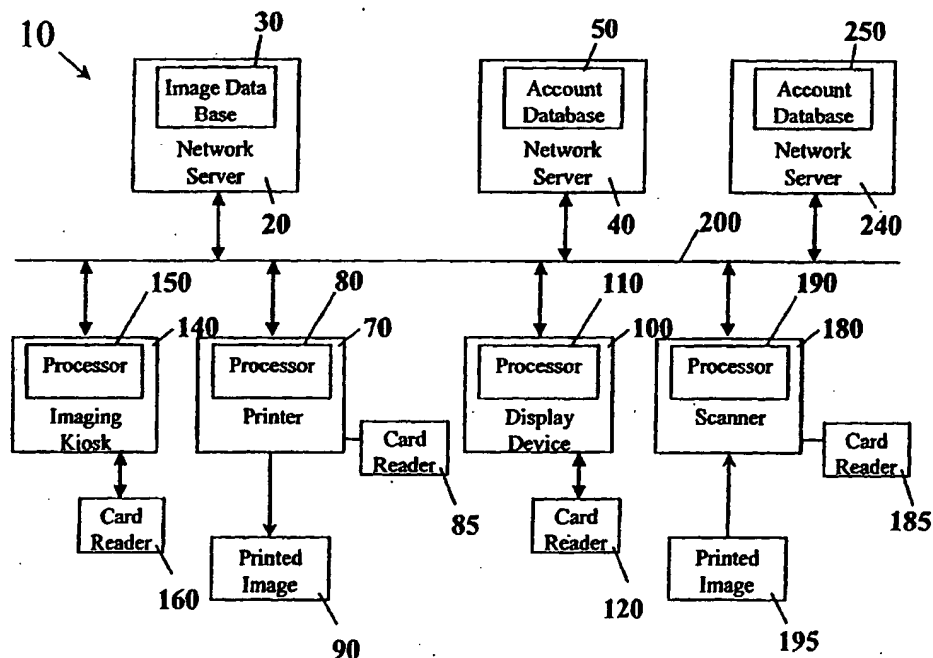 10
30
50
250
Image Data
Base
Account
Database
Account
Database
Network
Server
Network
Server
Network
Server
20
40
240
200
150
80
110
190
140
70
100
180
Processor
Processor
Processor
Processor
Imaging
Kiosk
Printer
Display
Device
Scanner
Card
Reader
Card
Reader
Card
Reader
Card
Reader
85
185
Printed
Image
Printed
Image
160
90
120
195